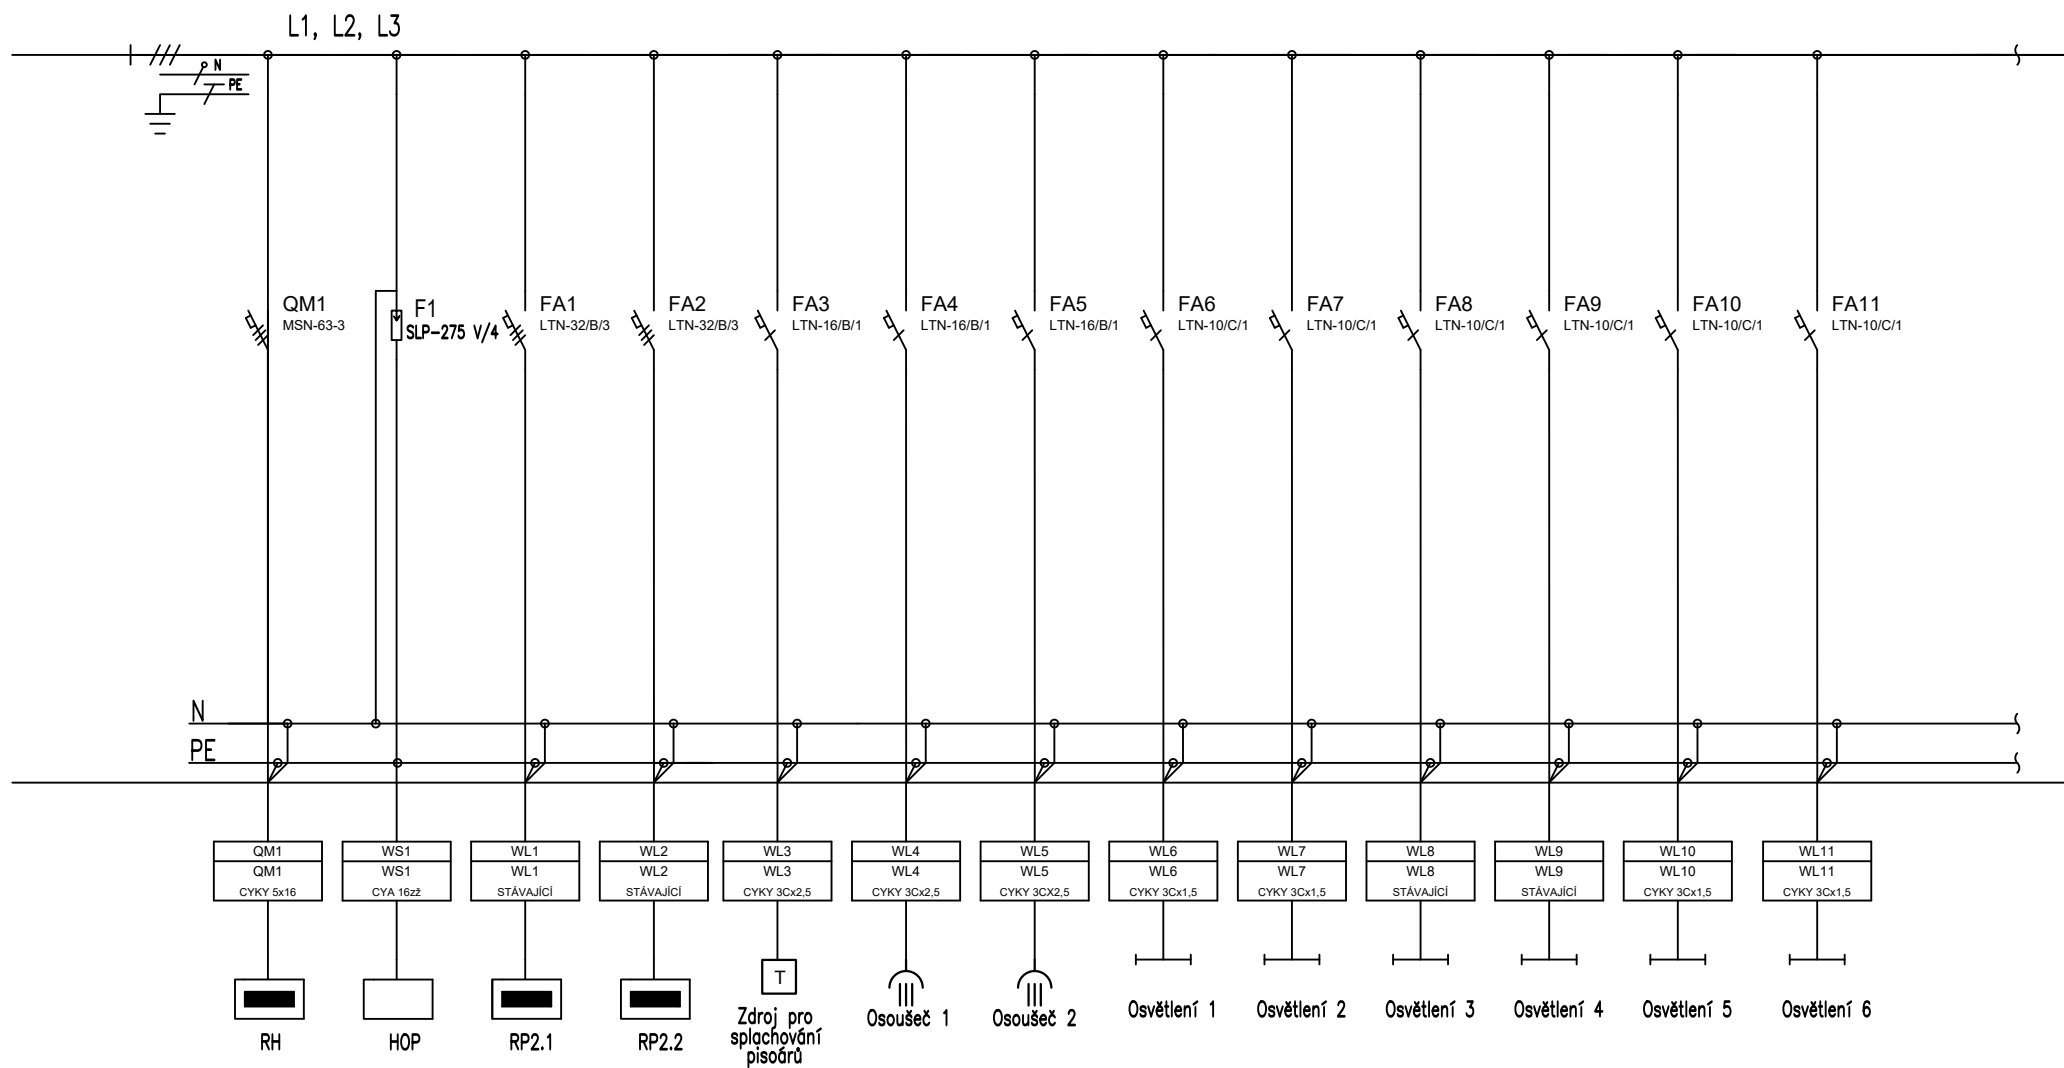 L1, L2, L3
N
PE
QM1
MSN-63-3
F1
SLP-275 V/4
FA1
LTN-32/B/3
FA2
LTN-32/B/3
FA3
LTN-16/B/1
FA4
LTN-16/B/1
FA5
LTN-16/B/1
FA6
LTN-10/C/1
FA7
LTN-10/C/1
FA8
LTN-10/C/1
FA9
LTN-10/C/1
FA10
LTN-10/C/1
FA11
LTN-10/C/1
N
PE
QM1
QM1
CYKY 5x16
WS1
WS1
CYA 16zž
WL1
WL1
STÁVAJÍCÍ
WL2
WL2
STÁVAJÍCÍ
WL3
WL3
CYKY 3Cx2,5
WL4
WL4
CYKY 3Cx2,5
WL5
WL5
CYKY 3CX2,5
WL6
WL6
CYKY 3Cx1,5
WL7
WL7
CYKY 3Cx1,5
WL8
WL8
STÁVAJÍCÍ
WL9
WL9
STÁVAJÍCÍ
WL10
WL10
CYKY 3Cx1,5
WL11
WL11
CYKY 3Cx1,5
RH
HOP
RP2.1
RP2.2
T
Zdroj pro
splachování
pisoárů
Osoušeč 1
Osoušeč 2
Osvětlení 1
Osvětlení 2
Osvětlení 3
Osvětlení 4
Osvětlení 5
Osvětlení 6